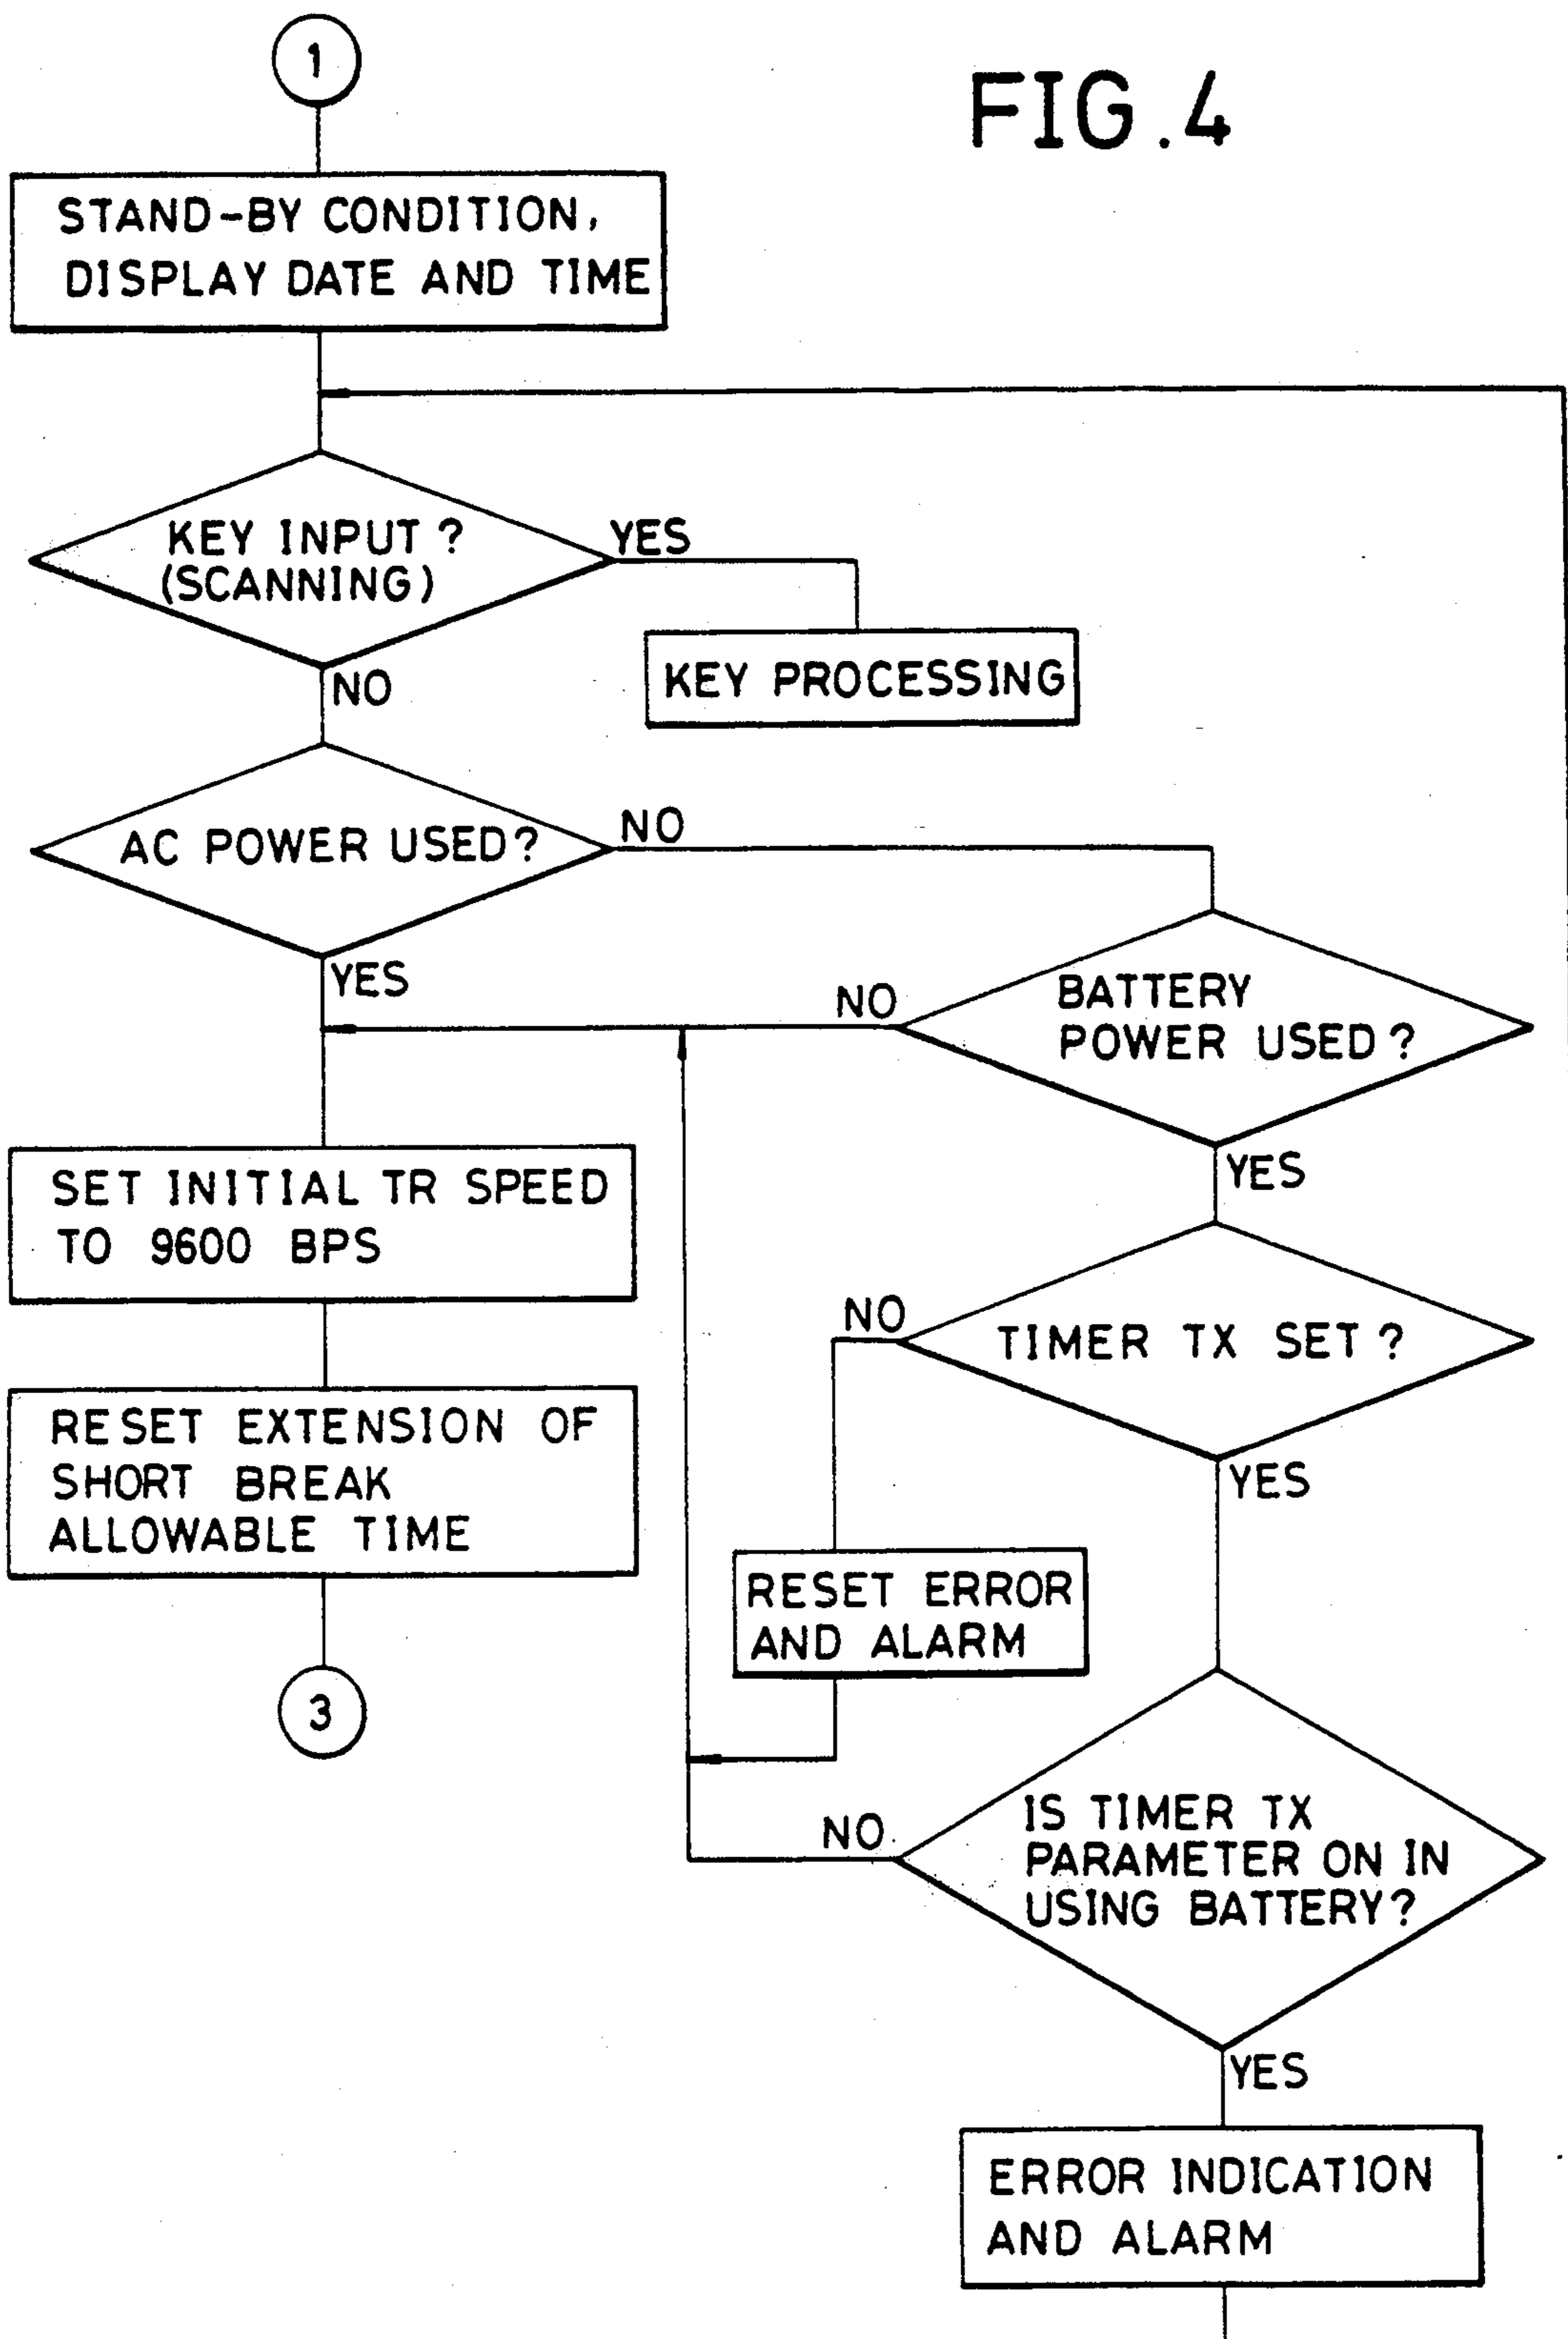 1
FIG.4
STAND-BY CONDITION,
DISPLAY DATE AND TIME
KEY INPUT?
(SCANNING)
YES
KEY PROCESSING
NO
AC POWER USED?
NO
YES
BATTERY
POWER USED?
NO
YES
SET INITIAL TR SPEED
TO 9600 BPS
TIMER TX SET?
NO
YES
RESET EXTENSION OF
SHORT BREAK
ALLOWABLE TIME
RESET ERROR
AND ALARM
3
IS TIMER TX
PARAMETER ON IN
USING BATTERY?
NO
YES
ERROR INDICATION
AND ALARM